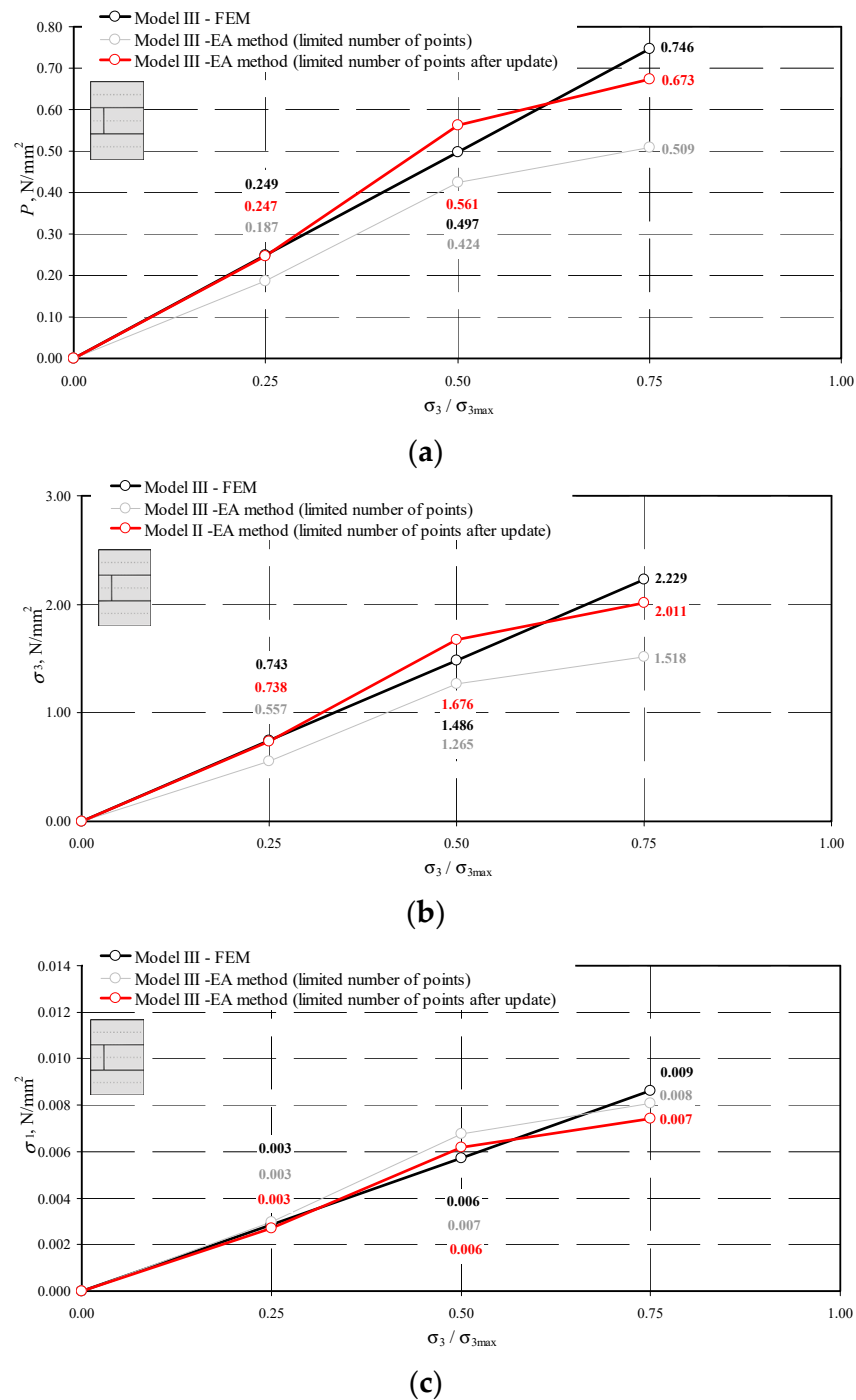 Model III - FEM
Model III -EA method (limited number of points)
Model III -EA method (limited number of points after update)
P, N/mm²
0.80
0.70
0.60
0.50
0.40
0.30
0.20
0.10
0.00
0.746
0.673
0.509
0.249
0.247
0.187
0.561
0.497
0.424
0.00 0.25 0.50 0.75 1.00
σ₃ / σ₃ₘₐₓ
(a)
Model III - FEM
Model III -EA method (limited number of points)
Model II -EA method (limited number of points after update)
σ₃, N/mm²
3.00
2.00
1.00
0.00
2.229
2.011
1.518
0.743
0.738
0.557
1.676
1.486
1.265
0.00 0.25 0.50 0.75 1.00
σ₃ / σ₃ₘₐₓ
(b)
Model III - FEM
Model III -EA method (limited number of points)
Model III -EA method (limited number of points after update)
σ₁, N/mm²
0.014
0.012
0.010
0.008
0.006
0.004
0.002
0.000
0.009
0.008
0.007
0.003
0.003
0.003
0.006
0.007
0.006
0.00 0.25 0.50 0.75 1.00
σ₃ / σ₃ₘₐₓ
(c)